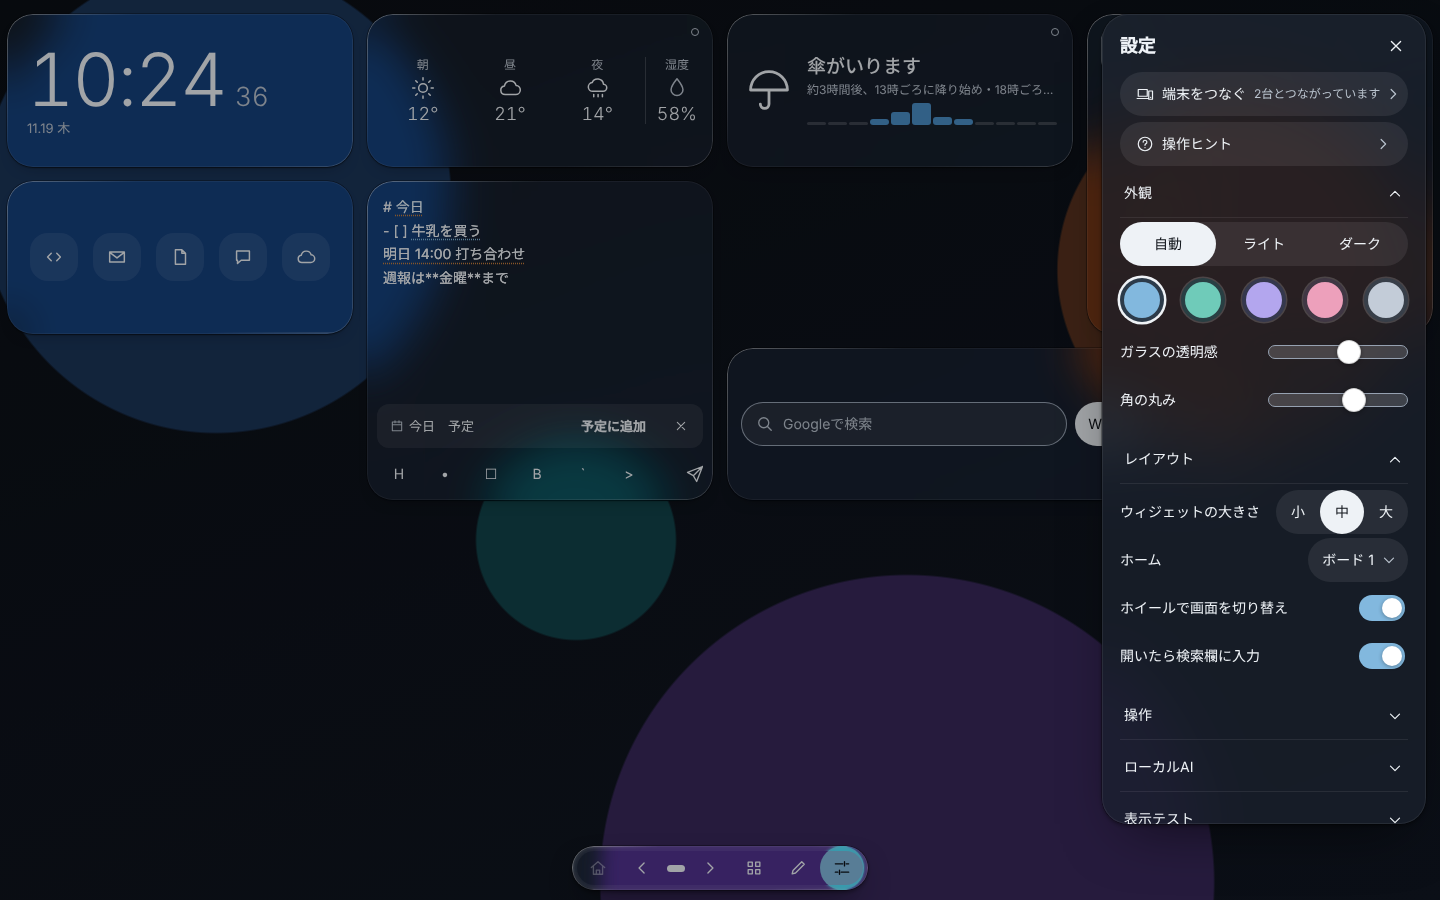 10:24 36
11.19 木
朝
12°
昼
21°
夜
14°
湿度
58%
傘がいります
約3時間後、13時ごろに降り始め・18時ごろ…
# 今日
- [ ] 牛乳を買う
明日 14:00 打ち合わせ
週報は**金曜**まで
今日 予定 予定に追加
H • □ B ` >
Googleで検索
W
設定
端末をつなぐ 2台とつながっています
操作ヒント
外観
自動 ライト ダーク
ガラスの透明感
角の丸み
レイアウト
ウィジェットの大きさ 小 中 大
ホーム ボード 1
ホイールで画面を切り替え
開いたら検索欄に入力
操作
ローカルAI
表示テスト